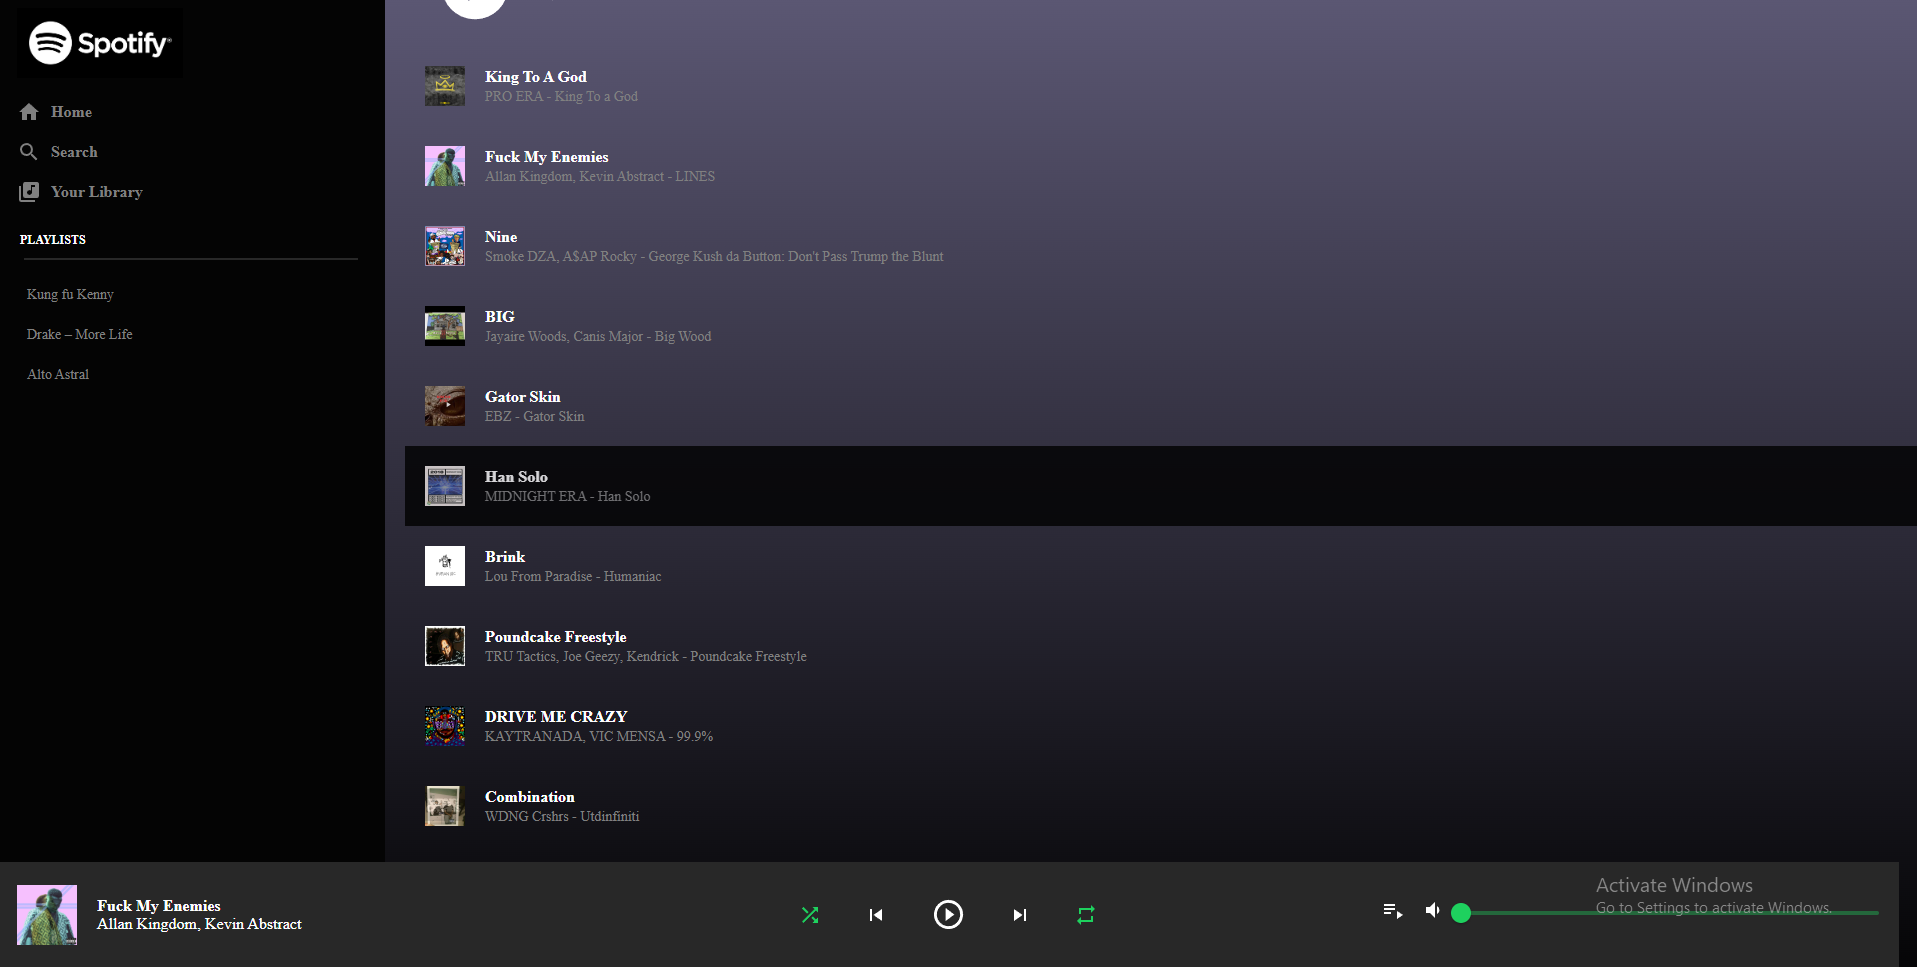 Spotify®
Home
Search
Your Library
PLAYLISTS
Kung fu Kenny
Drake – More Life
Alto Astral
King To A God
PRO ERA - King To a God
Fuck My Enemies
Allan Kingdom, Kevin Abstract - LINES
Nine
Smoke DZA, A$AP Rocky - George Kush da Button: Don't Pass Trump the Blunt
BIG
Jayaire Woods, Canis Major - Big Wood
Gator Skin
EBZ - Gator Skin
Han Solo
MIDNIGHT ERA - Han Solo
Brink
Lou From Paradise - Humaniac
Poundcake Freestyle
TRU Tactics, Joe Geezy, Kendrick - Poundcake Freestyle
DRIVE ME CRAZY
KAYTRANADA, VIC MENSA - 99.9%
Combination
WDNG Crshrs - Utdinfiniti
Fuck My Enemies
Allan Kingdom, Kevin Abstract
Activate Windows
Go to Settings to activate Windows.